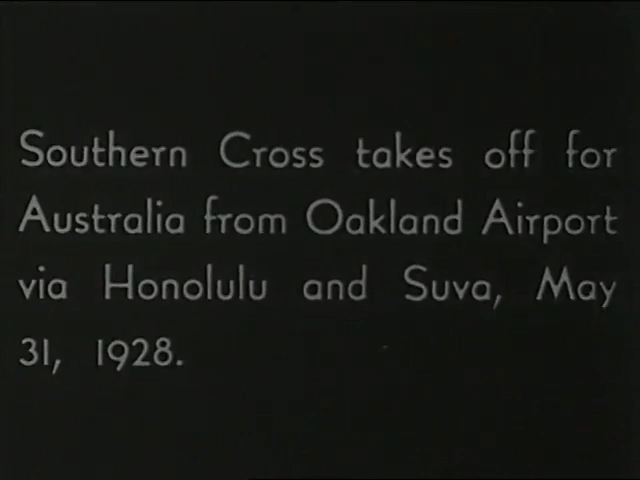 Southern Cross takes off for
Australia from Oakland Airport
via Honolulu and Suva, May
31, 1928.